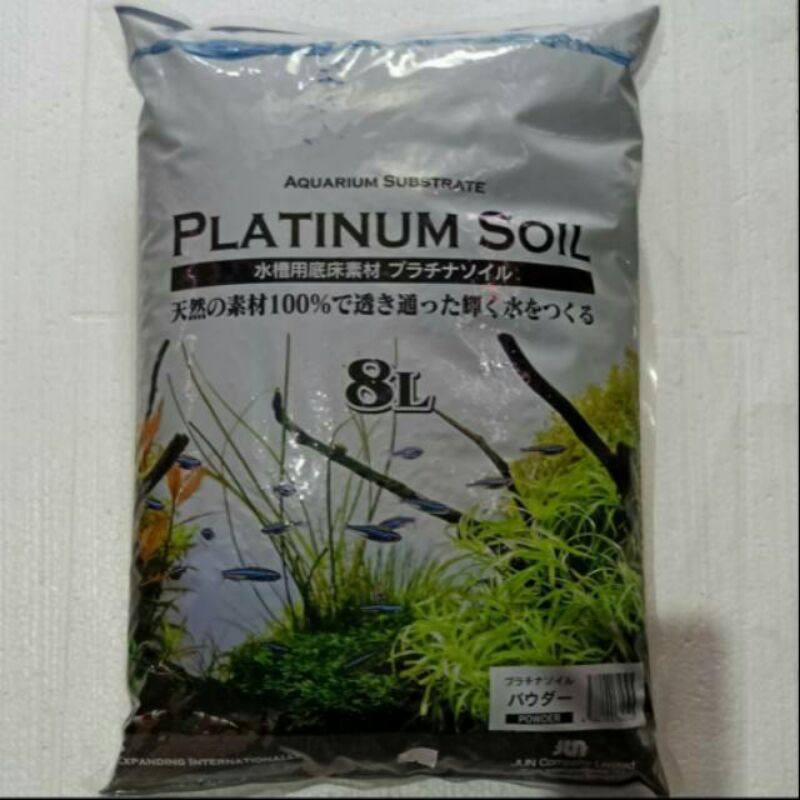 AQUARIUM SUBSTRATE
PLATINUM SOIL
水槽用底床素材 プラチナソイル
天然の素材100%で透き通った輝く水をつくる
8L
プラチナソイル
パウダー
POWDER
JUN
EXPANDING INTERNATIONAL
JUN Company Limited